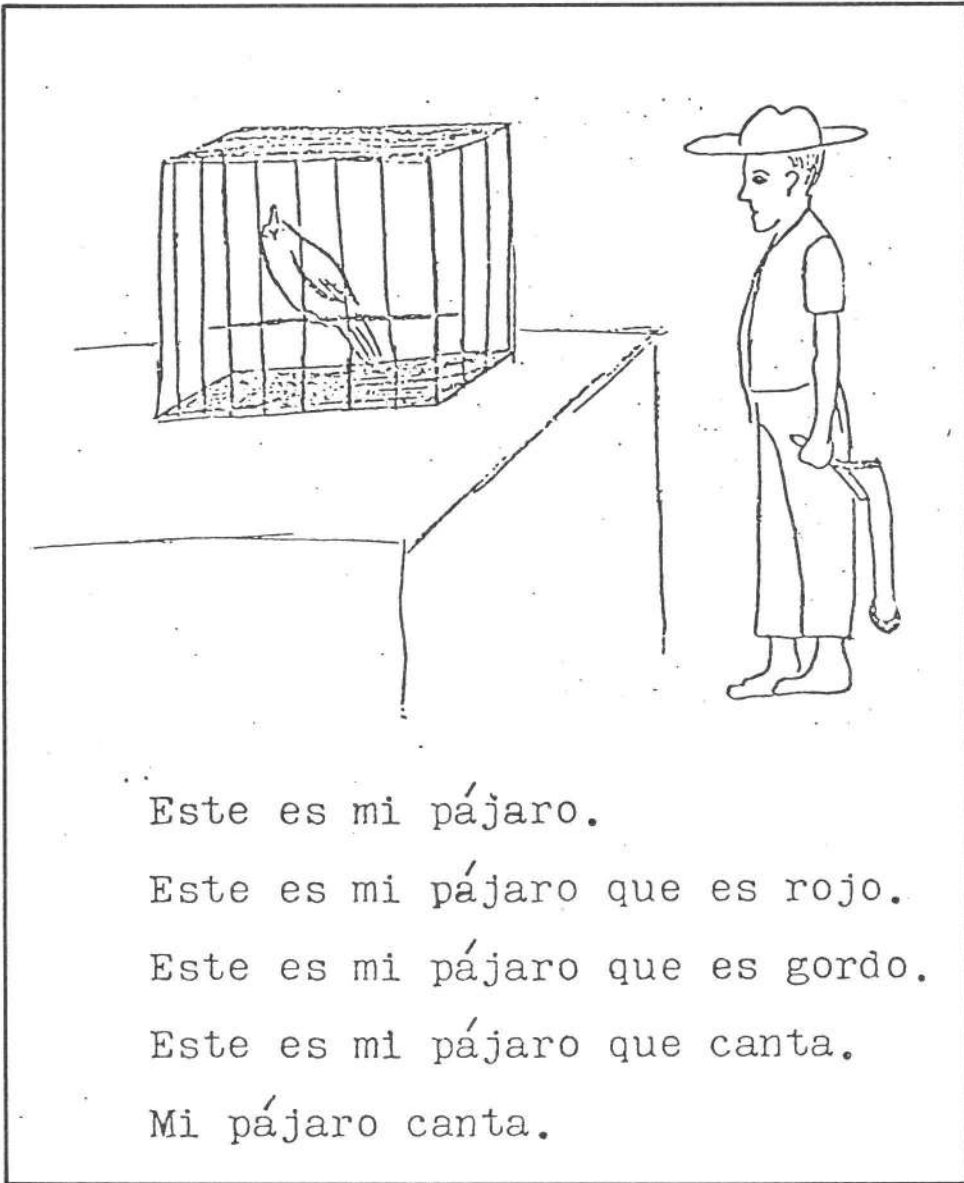 Este es mi pájaro.
Este es mi pájaro que es rojo.
Este es mi pájaro que es gordo.
Este es mi pájaro que canta.
Mi pájaro canta.